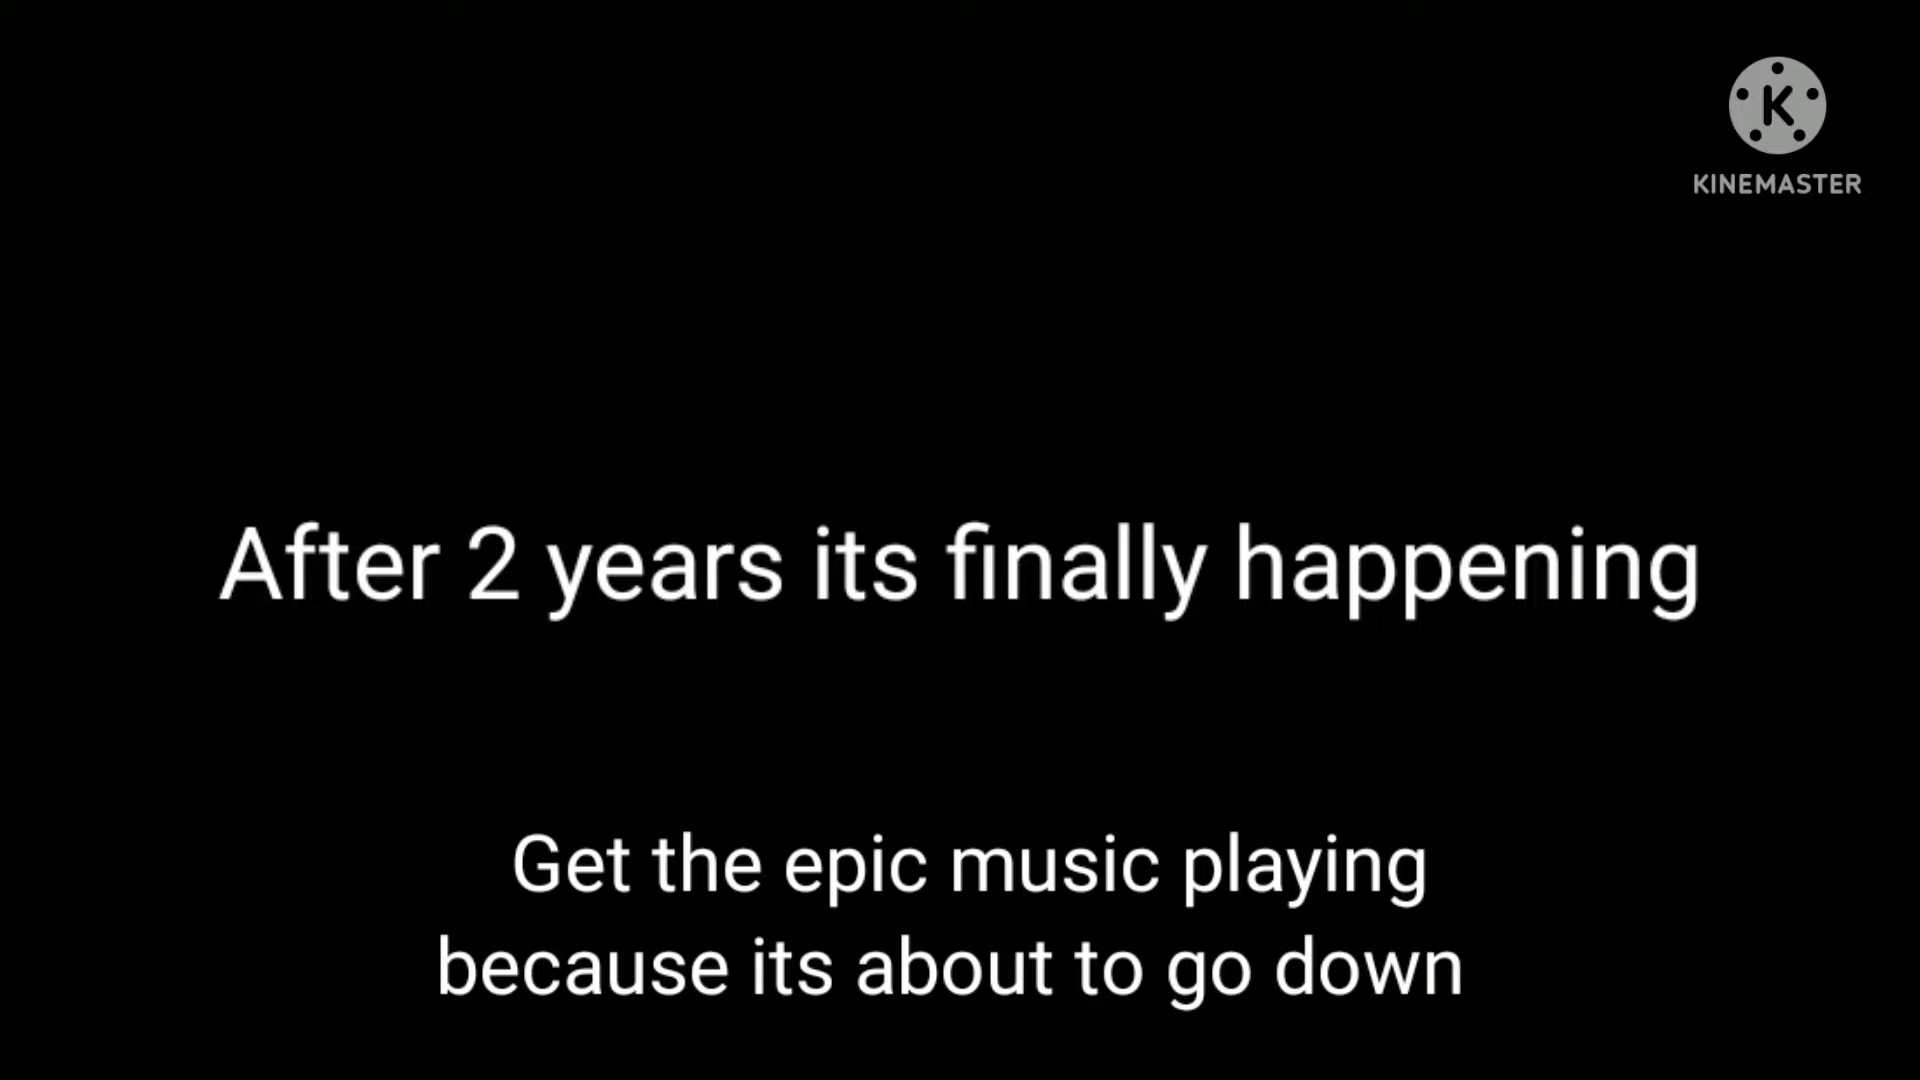 K
KINEMASTER
After 2 years its finally happening
Get the epic music playing
because its about to go down